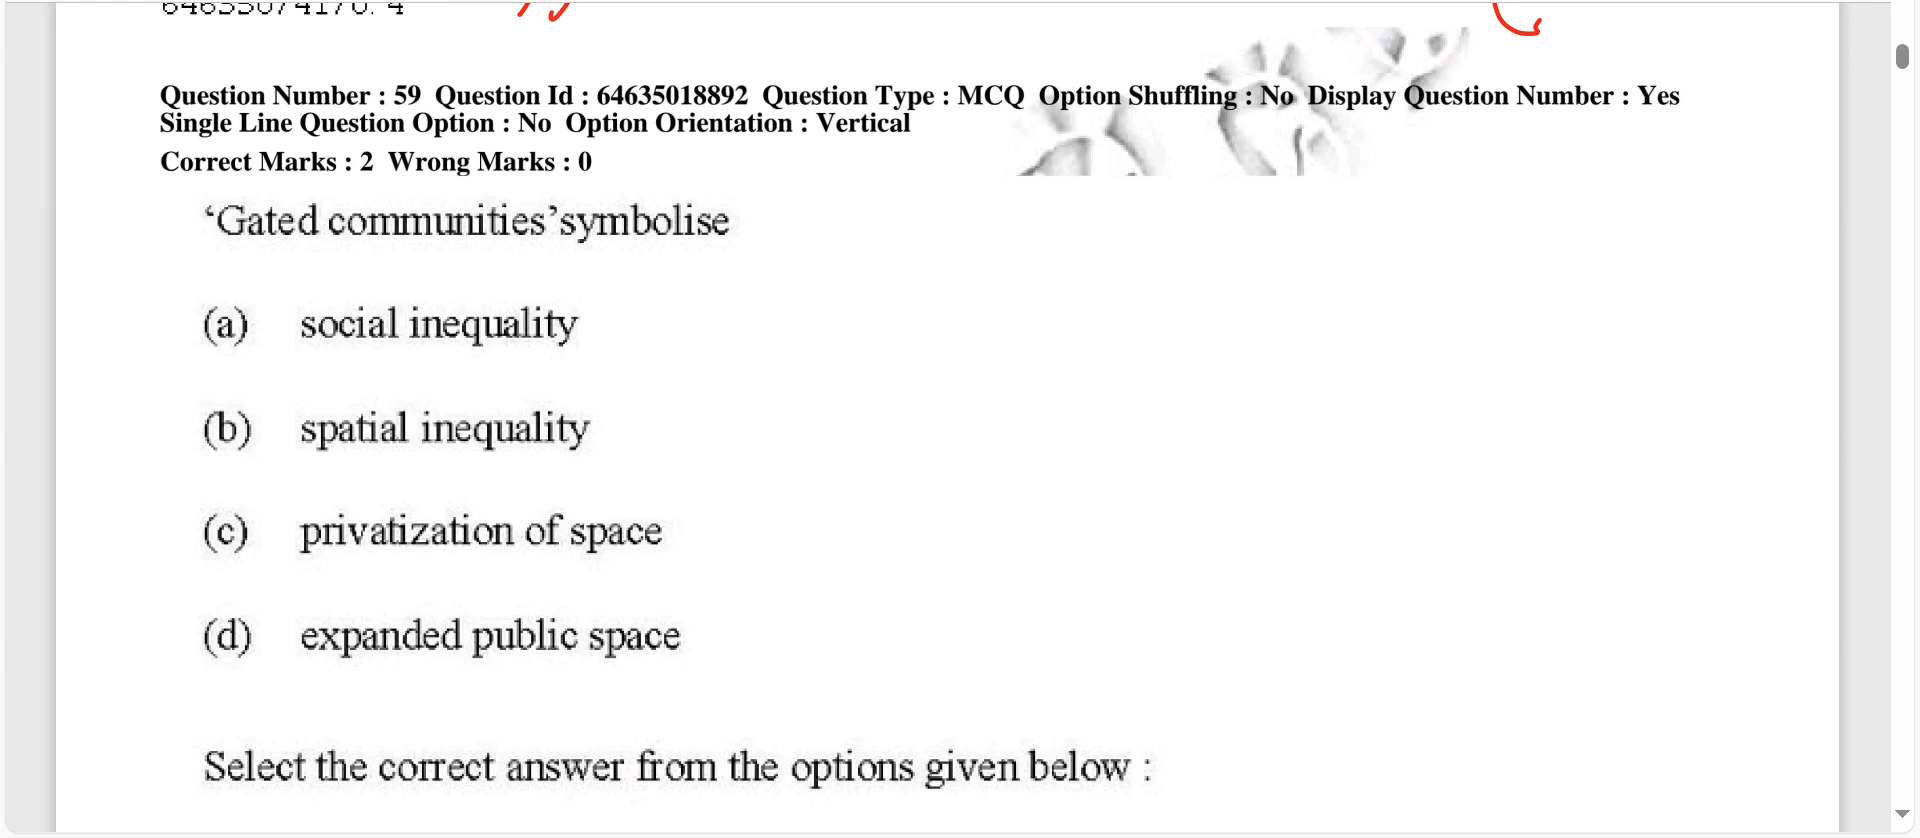 64635074170. 4
Question Number : 59 Question Id : 64635018892 Question Type : MCQ Option Shuffling : No Display Question Number : Yes
Single Line Question Option : No Option Orientation : Vertical
Correct Marks : 2 Wrong Marks : 0
‘Gated communities’symbolise
(a) social inequality
(b) spatial inequality
(c) privatization of space
(d) expanded public space
Select the correct answer from the options given below :